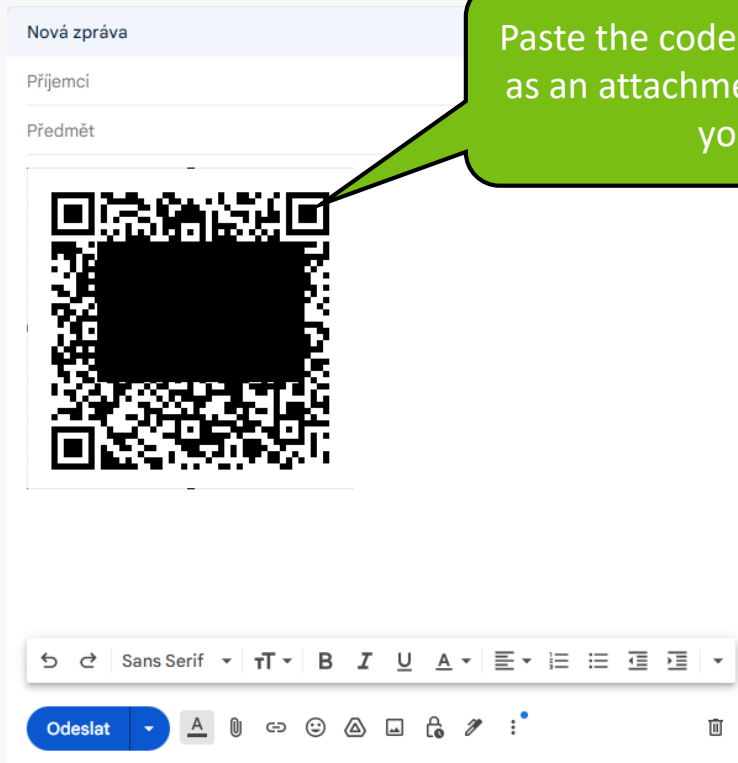 Nová zpráva
Příjemci
Předmět
Paste the code
as an attachme
yo
Sans Serif
Odeslat